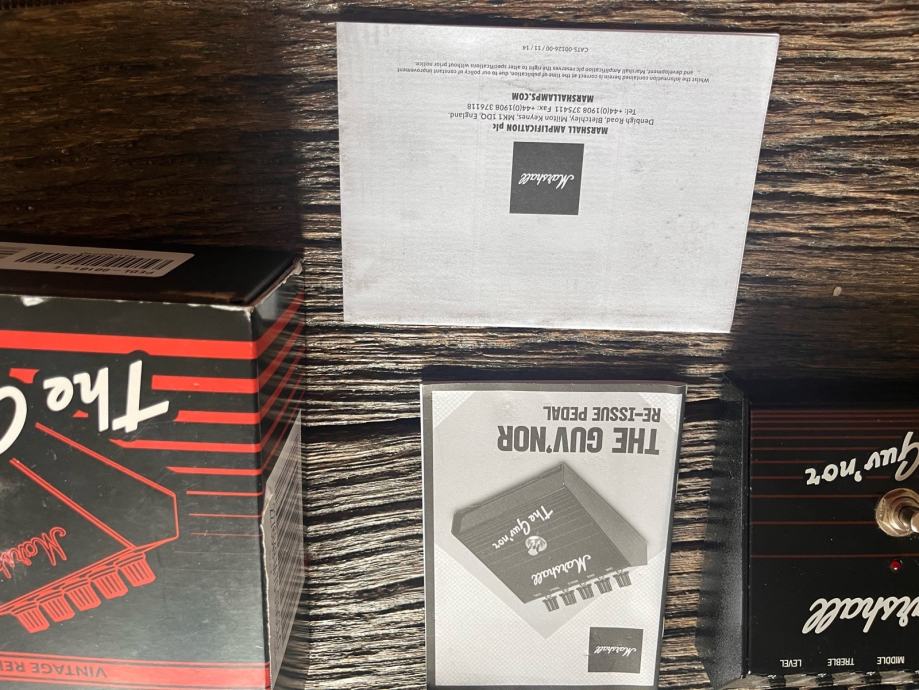 Marshall
MARSHALL AMPLIFICATION plc
Denbigh Road, Bletchley, Milton Keynes, MK1 1DQ, England.
Tel: +44(0)1908 375411 Fax: +44(0)1908 376118
MARSHALLAMPS.COM
Whilst the information contained herein is correct at the time of publication, due to our policy of constant improvement
and development, Marshall Amplification plc reserves the right to alter specifications without prior notice.
CATS-00126-00 11 / 14
Marshall
Marshall
The Guv'nor
THE GUV'NOR
RE-ISSUE PEDAL
MIDDLE TREBLE LEVEL
Marshall
Guv'nor
VINTAGE REI
Marsh
The G